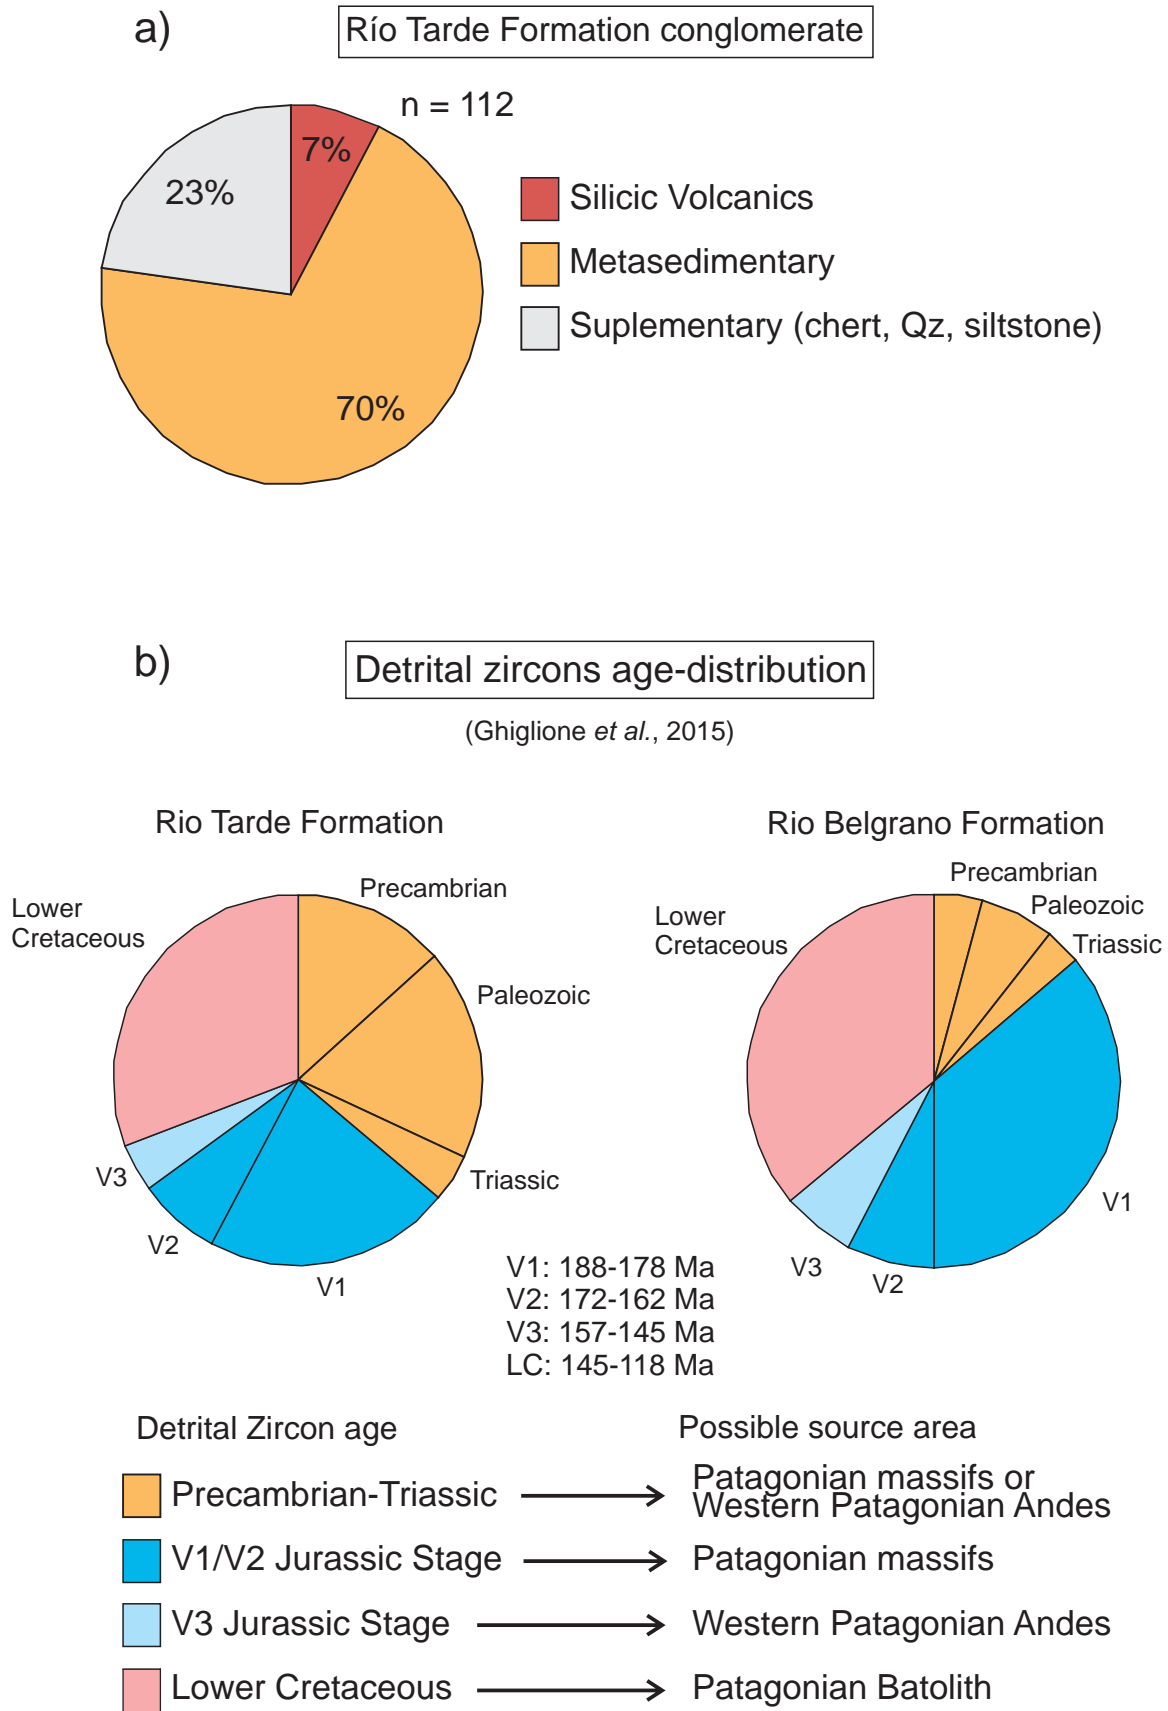 a)
Río Tarde Formation conglomerate
n = 112
7%
23%
70%
Silicic Volcanics
Metasedimentary
Suplementary (chert, Qz, siltstone)
b)
Detrital zircons age-distribution
(Ghiglione et al., 2015)
Rio Tarde Formation
Precambrian
Lower
Cretaceous
Paleozoic
Triassic
V3
V2
V1
Rio Belgrano Formation
Precambrian
Paleozoic
Lower
Cretaceous
Triassic
V1
V3
V2
V1: 188-178 Ma
V2: 172-162 Ma
V3: 157-145 Ma
LC: 145-118 Ma
Detrital Zircon age
Possible source area
Precambrian-Triassic
Patagonian massifs or
Western Patagonian Andes
V1/V2 Jurassic Stage
Patagonian massifs
V3 Jurassic Stage
Western Patagonian Andes
Lower Cretaceous
Patagonian Batolith